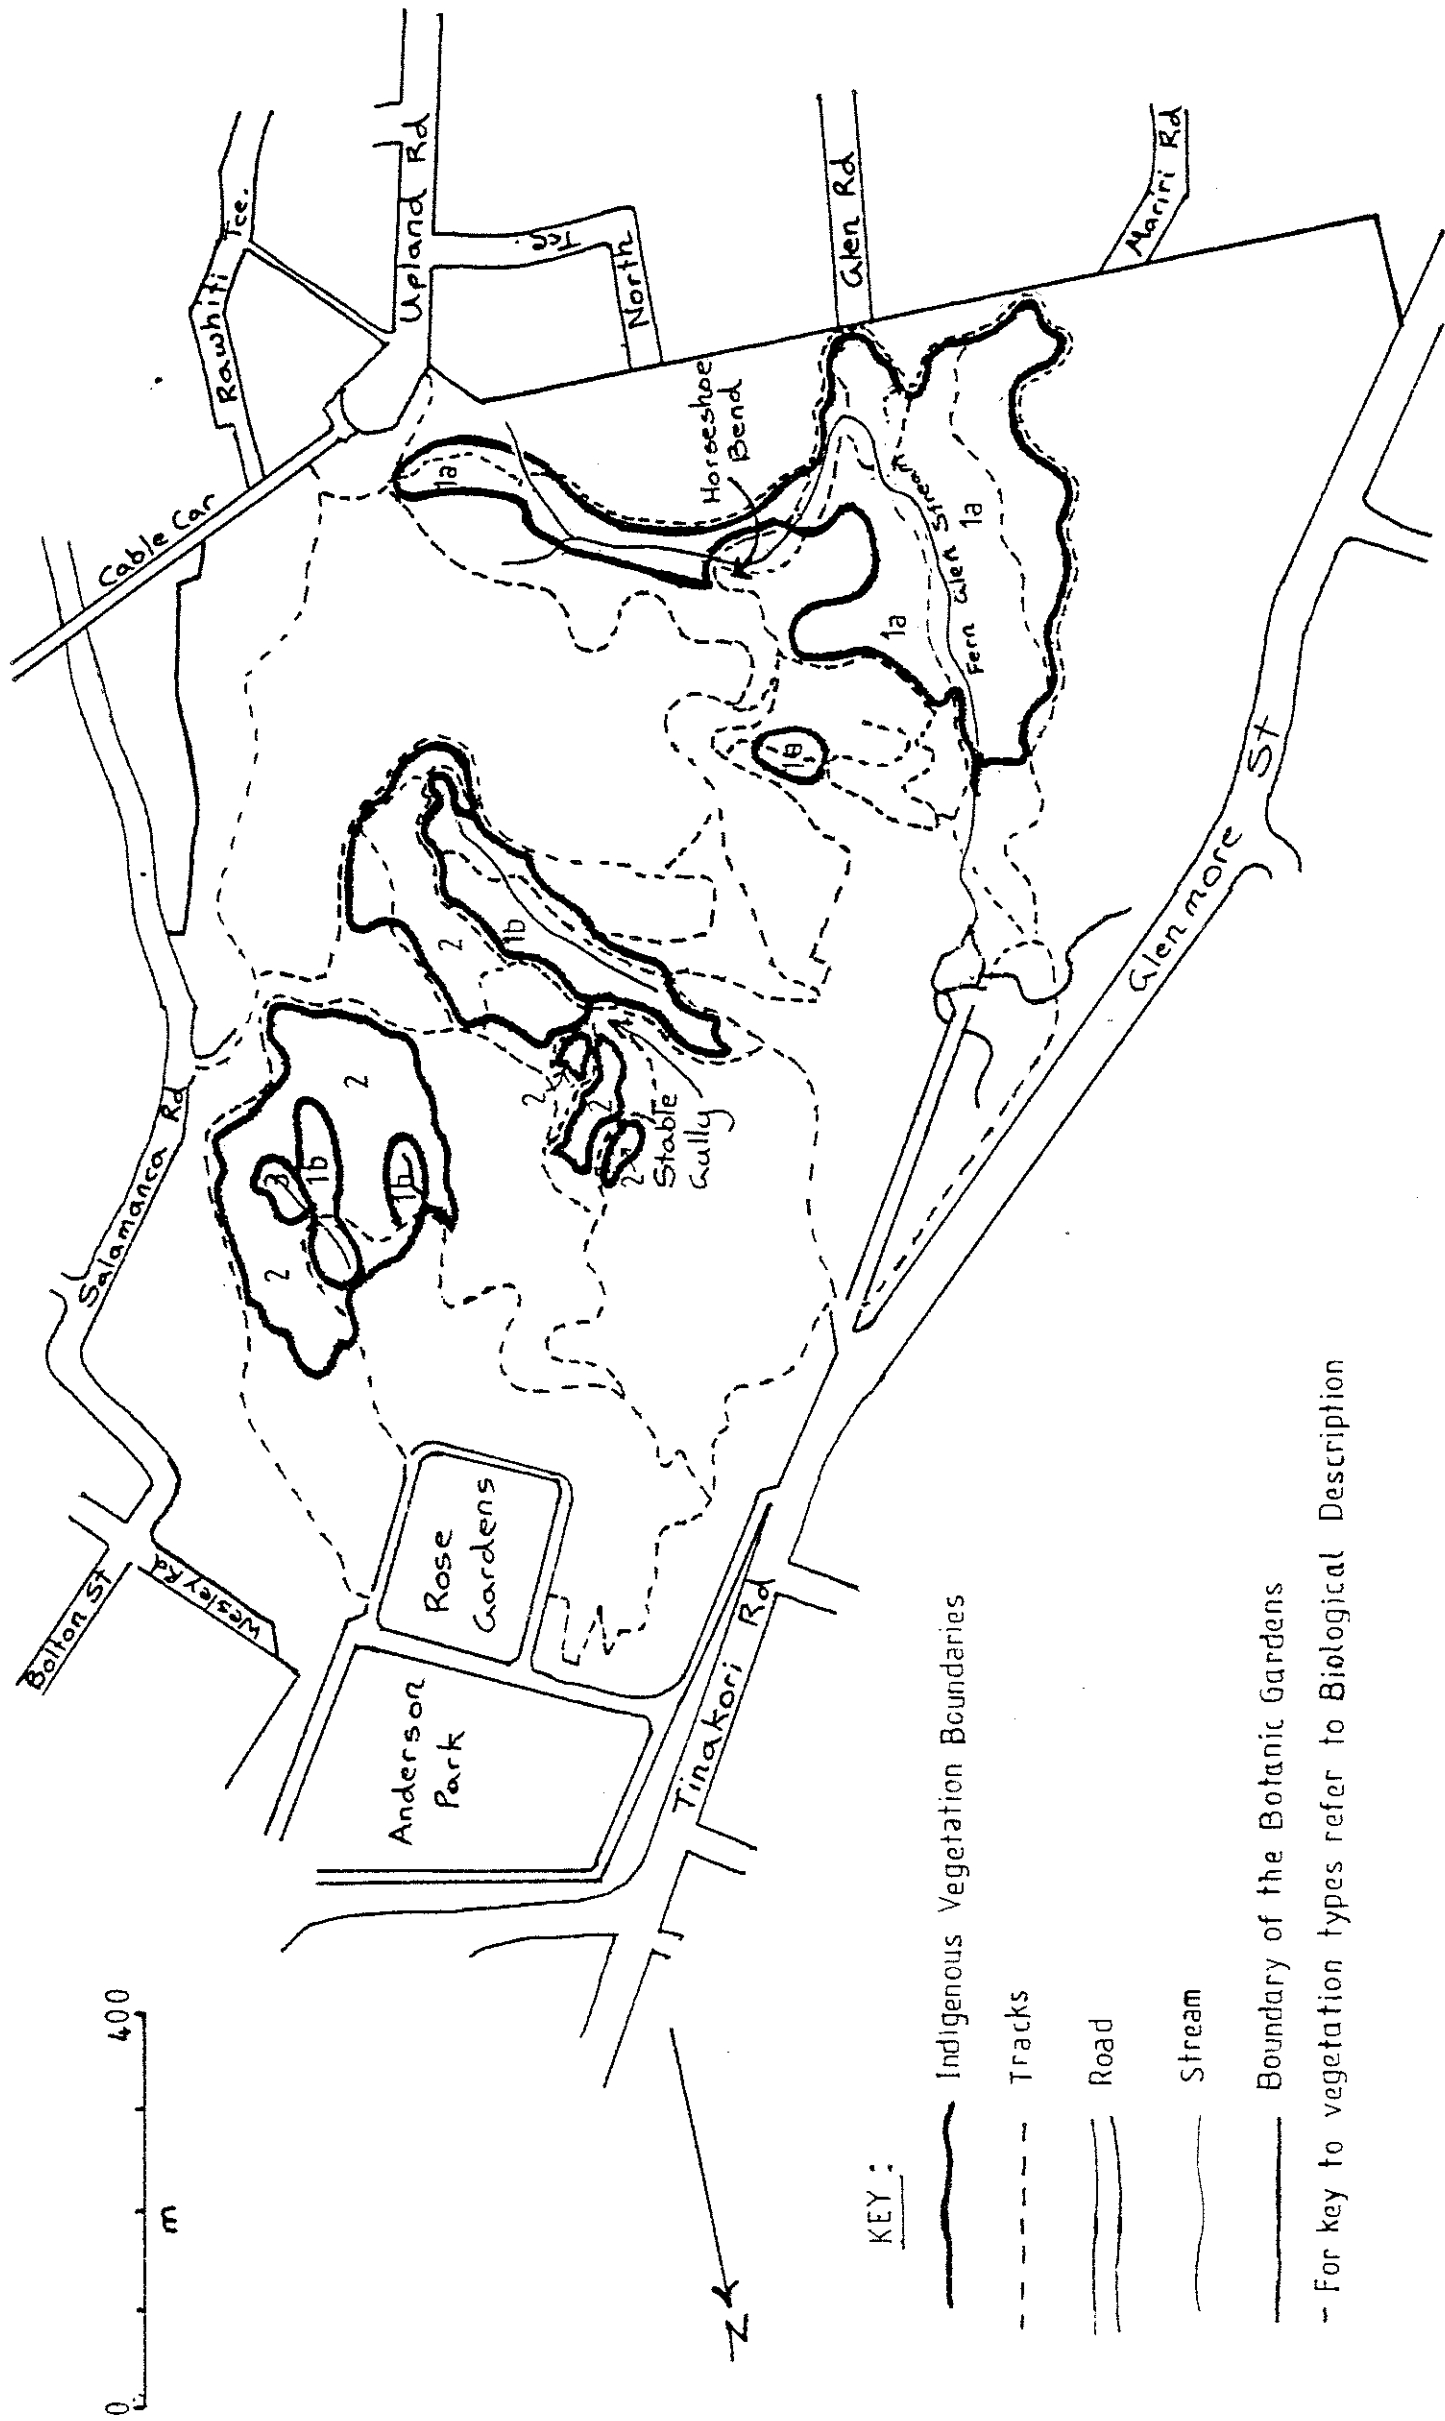 Rawhiti Tce.
Upland Rd
North
Glen Rd
Mariri Rd
Cable Car
Horseshoe
Bend
1a
1a
1a
1a
Fern Glen Stream
Salamanca Rd
2
1b
2
3
1b
1b
2
2
2
2
Stable
Gully
Glenmore St
Bolton St
Wesley Rd
Rose
Gardens
Anderson
Park
Tinakori Rd
0
400
m
N
KEY :
Indigenous Vegetation Boundaries
Tracks
Road
Stream
Boundary of the Botanic Gardens
- For key to vegetation types refer to Biological Description